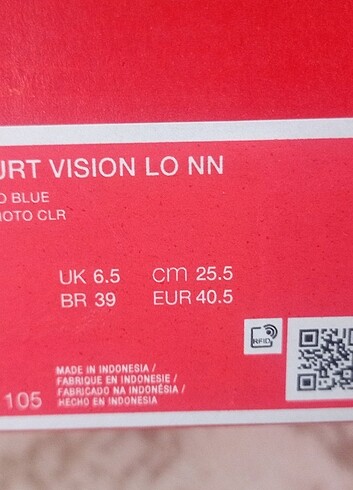 URT VISION LO NN
O BLUE
HOTO CLR
UK 6.5 cm 25.5
BR 39 EUR 40.5
RFID
MADE IN INDONESIA /
FABRIQUE EN INDONESIE /
FABRICADO NA INDONÉSIA /
HECHO EN INDONESIA
105